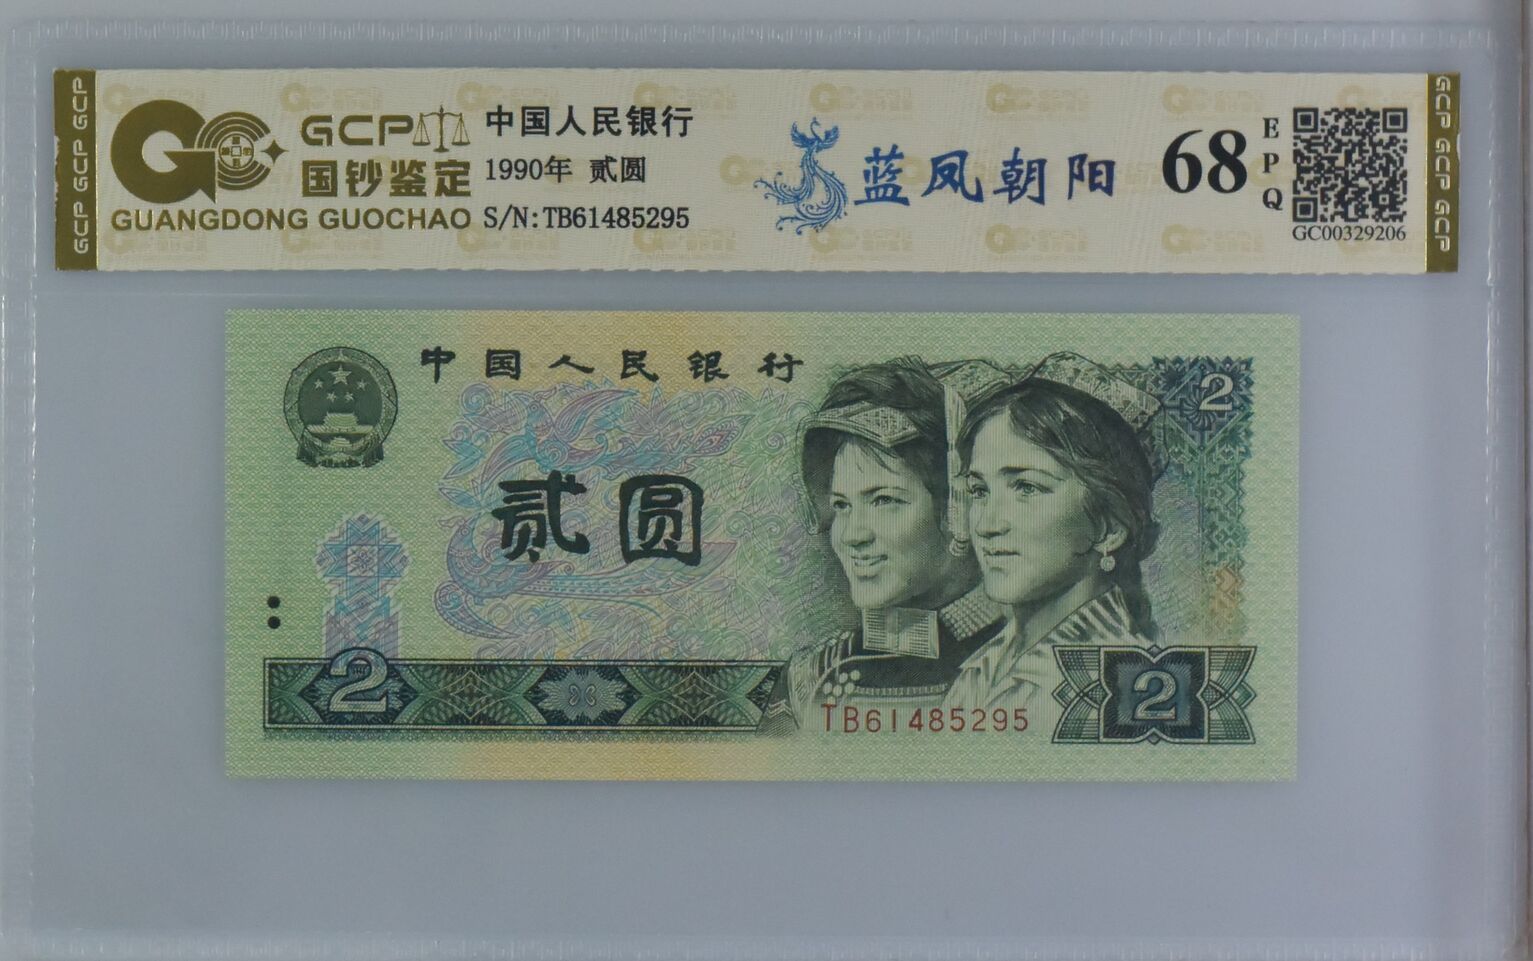 GCP
国钞鉴定
GUANGDONG GUOCHAO
中国人民银行
1990年 贰圆
S/N:TB61485295
蓝凤朝阳
68
EPQ
GC00329206
GCP GCP GCP
GCP GCP GCP
中国人民银行
贰圆
2
2
2
TB61485295